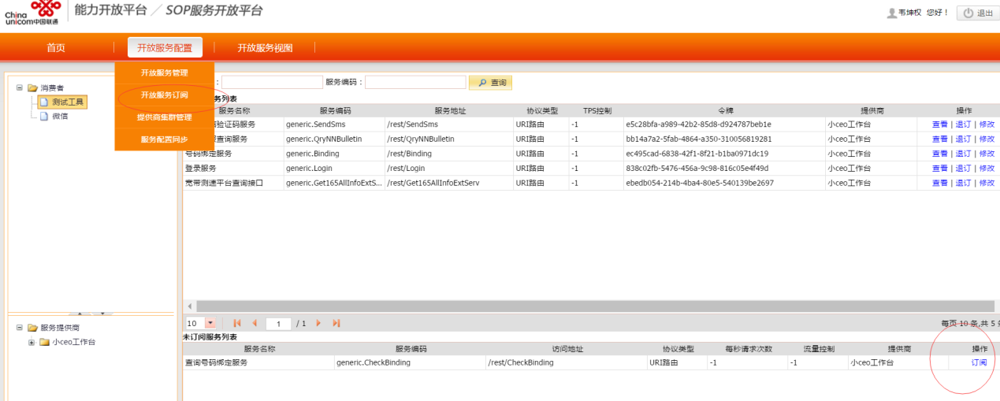 China
unicom中国联通
能力开放平台 / SOP服务开放平台
韦坤权 您好！ 退出
首页 开放服务配置 开放服务视图
开放服务管理
开放服务订阅
提供商集群管理
服务配置同步
消费者
测试工具
微信
： 服务编码： 查询
务列表
服务名称 服务编码 服务地址 协议类型 TPS控制 令牌 提供商 操作
验证码服务 generic.SendSms /rest/SendSms URI路由 -1 e5c28bfa-a989-42b2-85d8-d924787beb1e 小ceo工作台 查看 | 退订 | 修改
查询服务 generic.QryNNBulletin /rest/QryNNBulletin URI路由 -1 bb14a7a2-5fab-4864-a350-310056819281 小ceo工作台 查看 | 退订 | 修改
号码绑定服务 generic.Binding /rest/Binding URI路由 -1 ec495cad-6838-42f1-8f21-b1ba0971dc19 小ceo工作台 查看 | 退订 | 修改
登录服务 generic.Login /rest/Login URI路由 -1 838c02fb-5476-456a-9c98-816c05e4f49d 小ceo工作台 查看 | 退订 | 修改
宽带测速平台查询接口 generic.Get165AllInfoExtS... /rest/Get165AllInfoExtServ URI路由 -1 ebedb054-214b-4ba4-80e5-540139be2697 小ceo工作台 查看 | 退订 | 修改
10 1 / 1 每页 10 条,共 5
服务提供商
小ceo工作台
未订阅服务列表
服务名称 服务编码 访问地址 协议类型 每秒请求次数 流量控制 提供商 操作
查询号码绑定服务 generic.CheckBinding /rest/CheckBinding URI路由 -1 -1 小ceo工作台 订阅